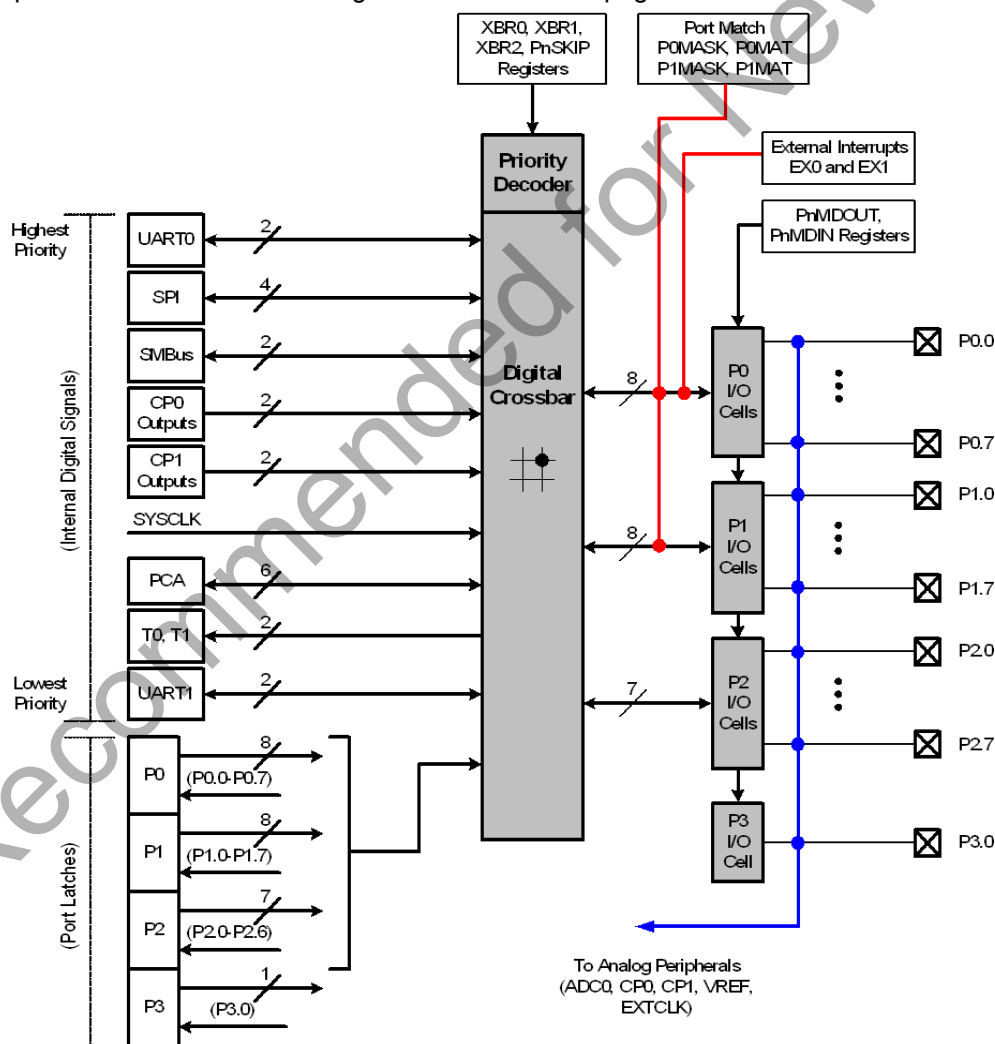 XBR0, XBR1,
XBR2, PnSKIP
Registers
Port Match
P0MASK, P0MAT
P1MASK, P1MAT
External Interrupts
EX0 and EX1
Priority
Decoder
PnMDOUT,
PnMDIN Registers
Highest
Priority
UART0
2
SPI
4
SMBus
2
CP0
Outputs
2
CP1
Outputs
2
SYSCLK
PCA
6
T0, T1
2
UART1
2
Lowest
Priority
(Internal Digital Signals)
Digital
Crossbar
8
8
7
P0
I/O
Cells
P1
I/O
Cells
P2
I/O
Cells
P3
I/O
Cell
P0.0
P0.7
P1.0
P1.7
P2.0
P2.7
P3.0
(Port Latches)
P0
8
(P0.0-P0.7)
P1
8
(P1.0-P1.7)
P2
7
(P2.0-P2.6)
P3
1
(P3.0)
To Analog Peripherals
(ADC0, CP0, CP1, VREF,
EXTCLK)
Recommended for New